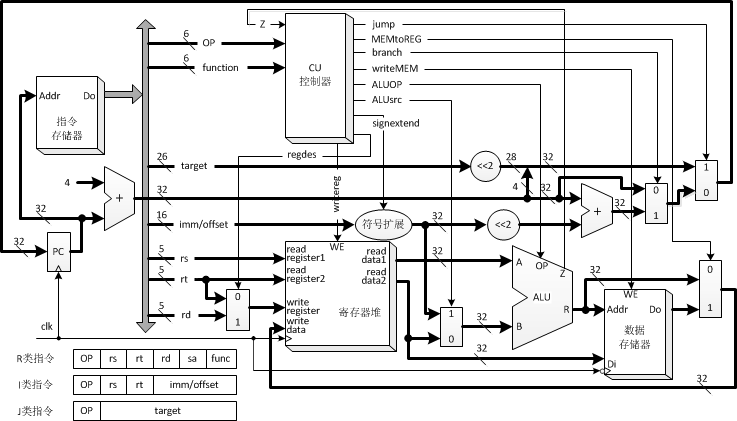 Z
jump
MEMtoREG
branch
writeMEM
ALUOP
ALUsrc
signextend
6
OP
6
function
CU
控制器
Addr
Do
指令
存储器
regdes
writereg
26
target
<<2
28
32
1
0
4
+
32
4
32
32
16
imm/offset
符号扩展
32
<<2
+
32
0
1
32
PC
32
clk
5
rs
5
rt
5
rd
0
1
WE
read
register1
read
register2
write
register
write
data
read
data1
read
data2
寄存器堆
32
1
0
32
32
A
B
OP
ALU
Z
R
32
WE
Addr
Do
数据
存储器
Di
32
0
1
32
R类指令
OP
rs
rt
rd
sa
func
I类指令
OP
rs
rt
imm/offset
J类指令
OP
target